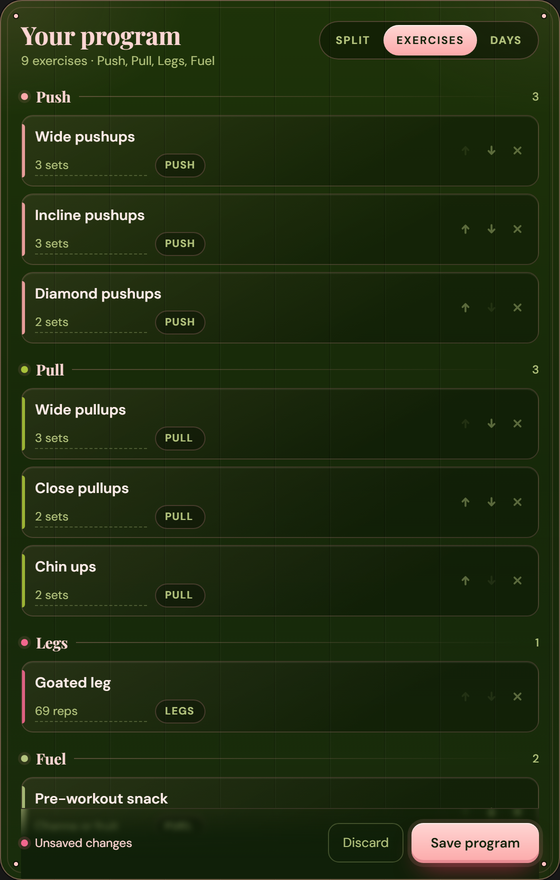 Your program
SPLIT EXERCISES DAYS
9 exercises · Push, Pull, Legs, Fuel
Push 3
Wide pushups
3 sets PUSH
Incline pushups
3 sets PUSH
Diamond pushups
2 sets PUSH
Pull 3
Wide pullups
3 sets PULL
Close pullups
2 sets PULL
Chin ups
2 sets PULL
Legs 1
Goated leg
69 reps LEGS
Fuel 2
Pre-workout snack
Unsaved changes Discard Save program